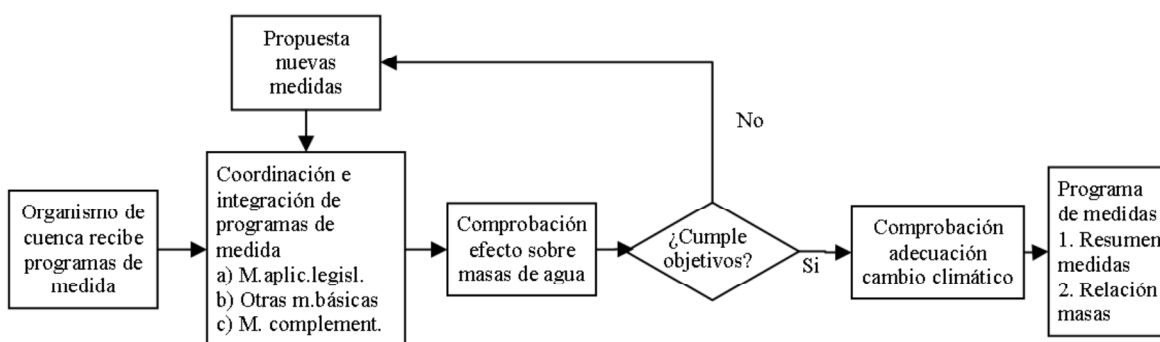 Propuesta
nuevas
medidas
No
Organismo de
cuenca recibe
programas de
medida
Coordinación e
integración de
programas de
medida
a) M.aplic.legisl.
b) Otras m.básicas
c) M. complement.
Comprobación
efecto sobre
masas de agua
¿Cumple
objetivos?
Si
Comprobación
adecuación
cambio climático
Programa
de medidas
1. Resumen
medidas
2. Relación
masas